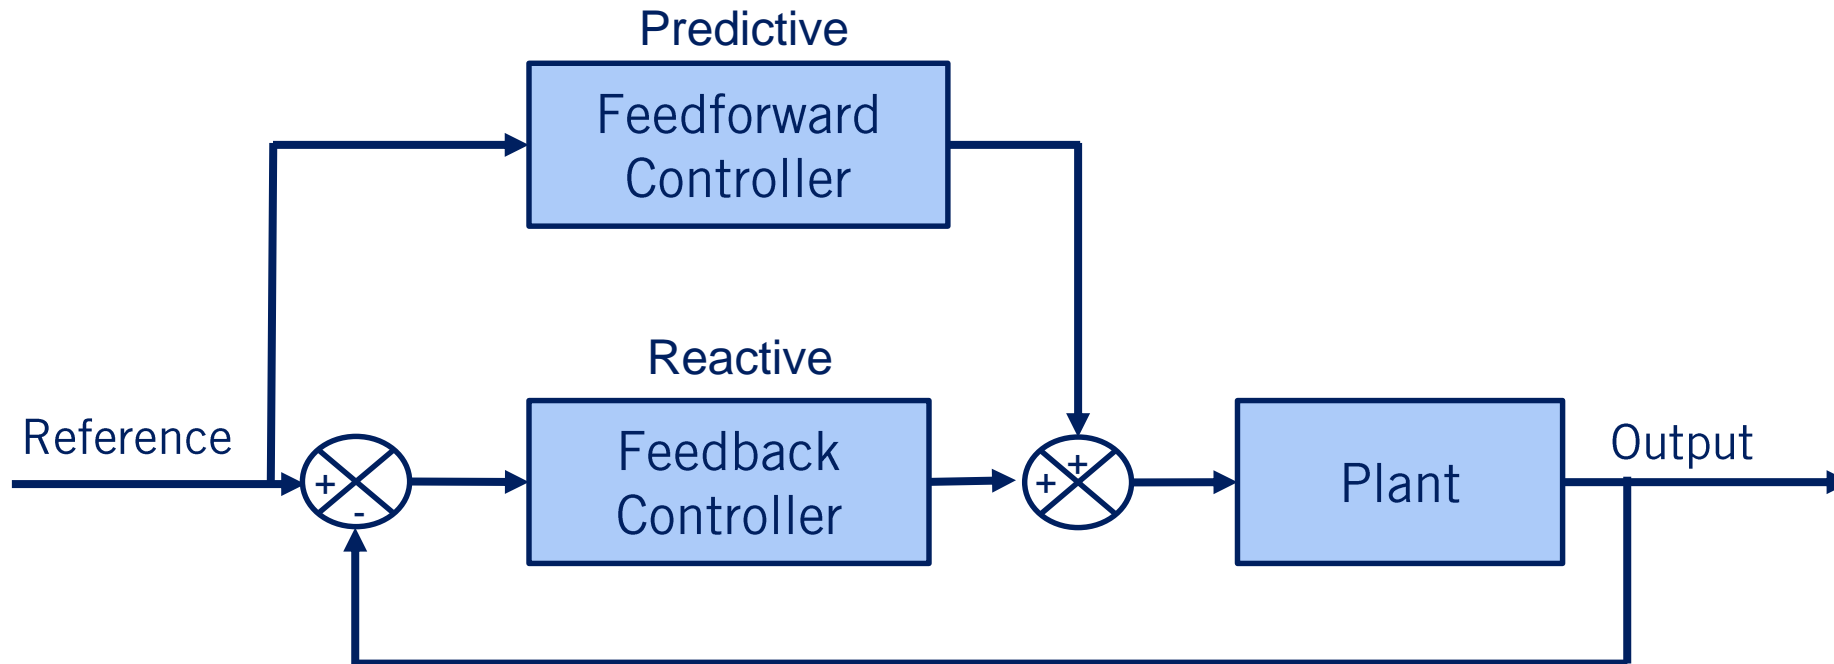 Predictive
Feedforward
Controller
Reactive
Reference
Feedback
Controller
Plant
Output
+
-
+
+